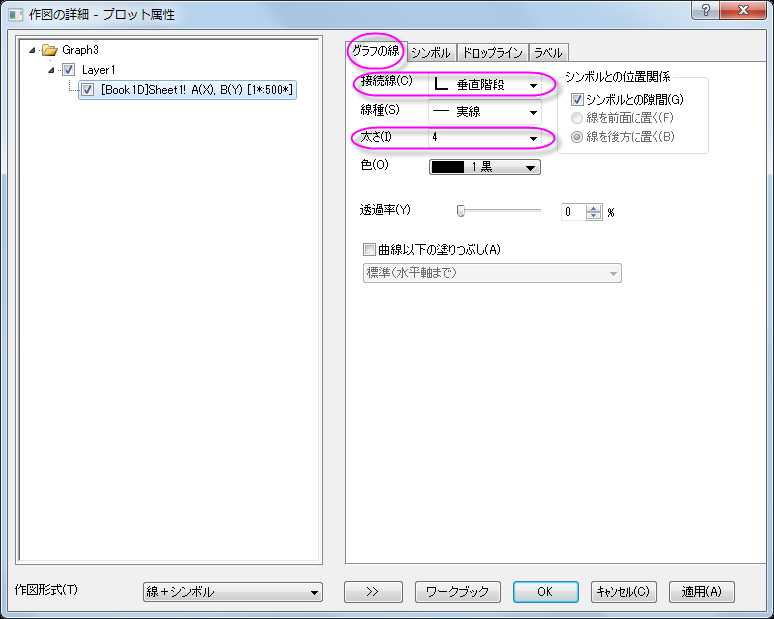 作図の詳細 - プロット属性
Graph3
Layer1
[Book1D]Sheet1! A(X), B(Y) [1*:500*]
グラフの線 シンボル ドロップライン ラベル
接続線(C) 垂直階段
線種(S) 実線
太さ(I) 4
色(O) 1 黒
シンボルとの位置関係
シンボルとの隙間(G)
線を前面に置く(F)
線を後方に置く(B)
透過率(Y) 0 %
曲線以下の塗りつぶし(A)
標準(水平軸まで)
作図形式(T) 線+シンボル >> ワークブック OK キャンセル(C) 適用(A)